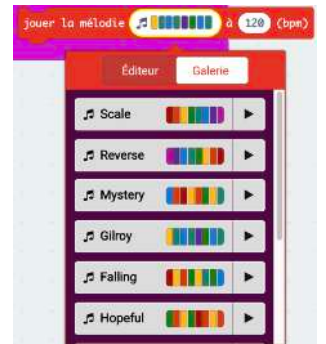 jouer la mélodie à 120 (bpm)
Éditeur Galerie
Scale
Reverse
Mystery
Gilroy
Falling
Hopeful